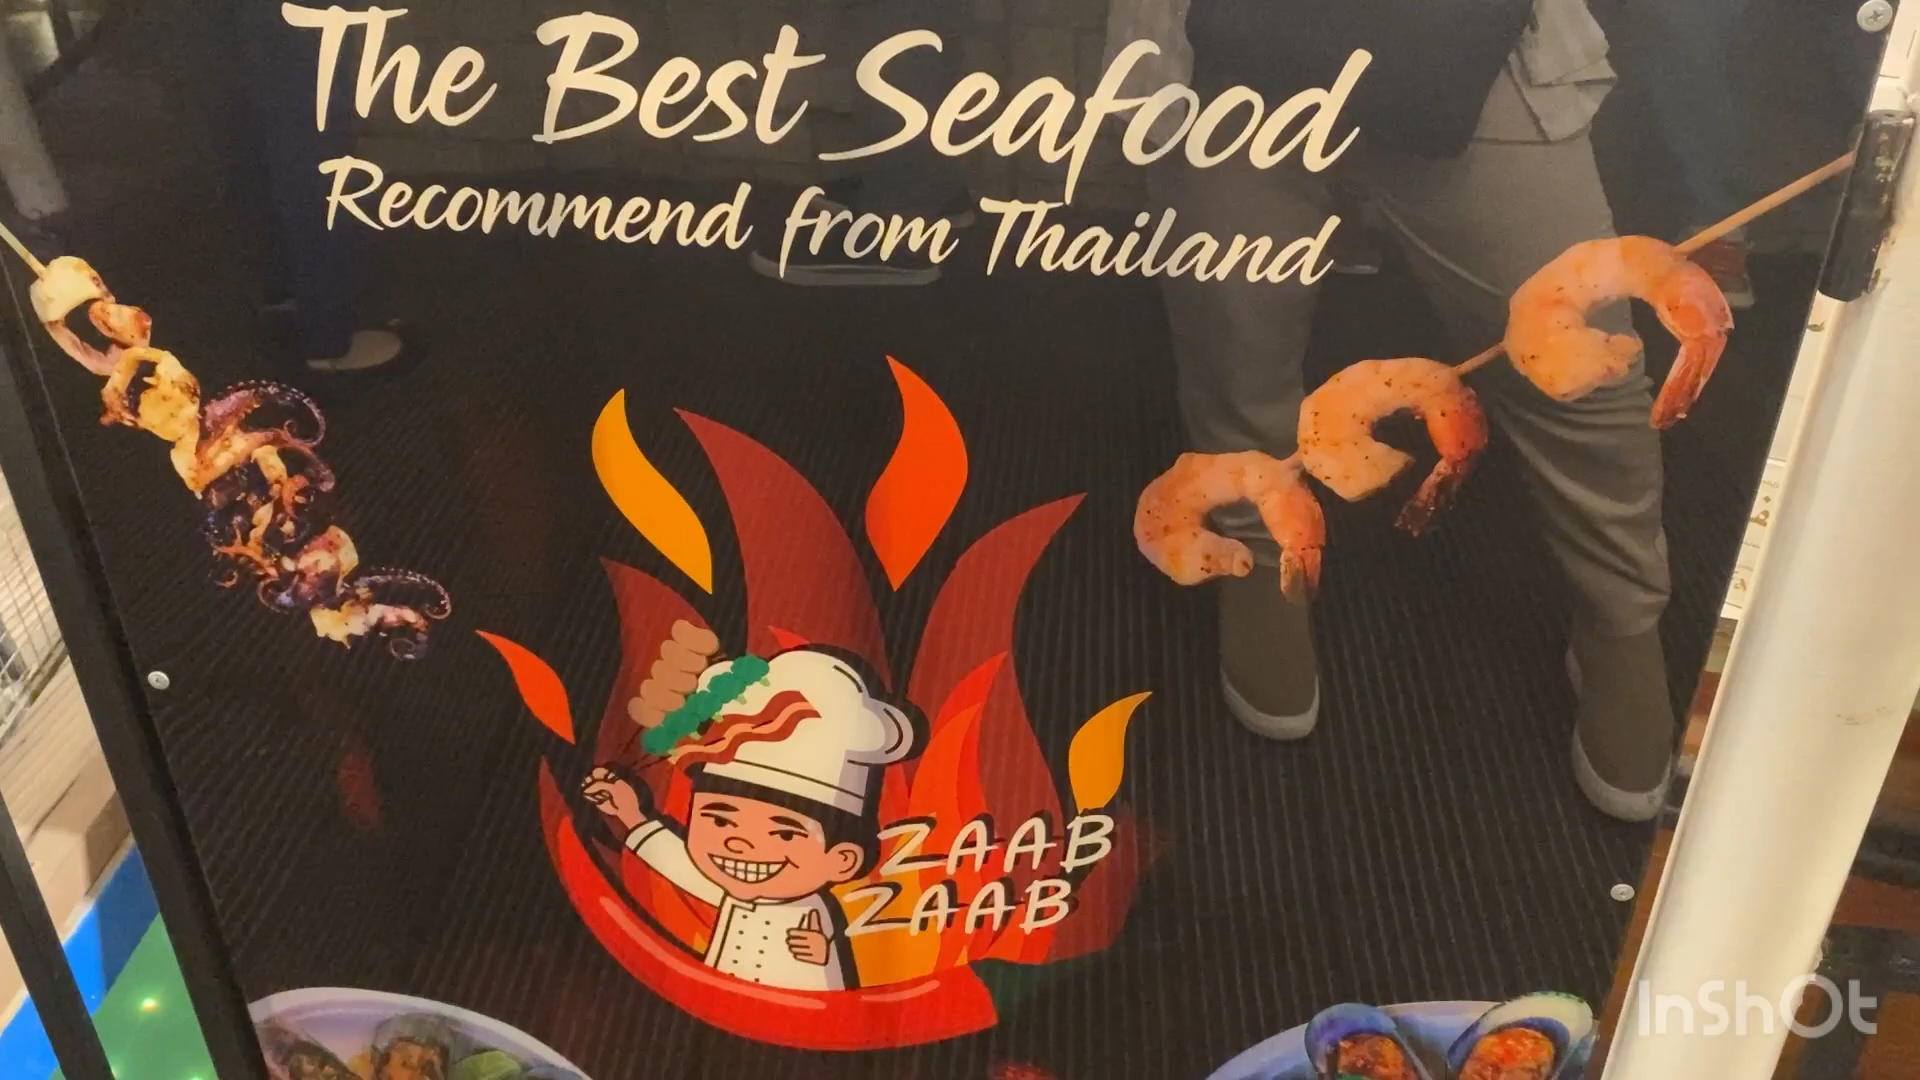 The Best Seafood
Recommend from Thailand
ZAAB
ZAAB
InShOt